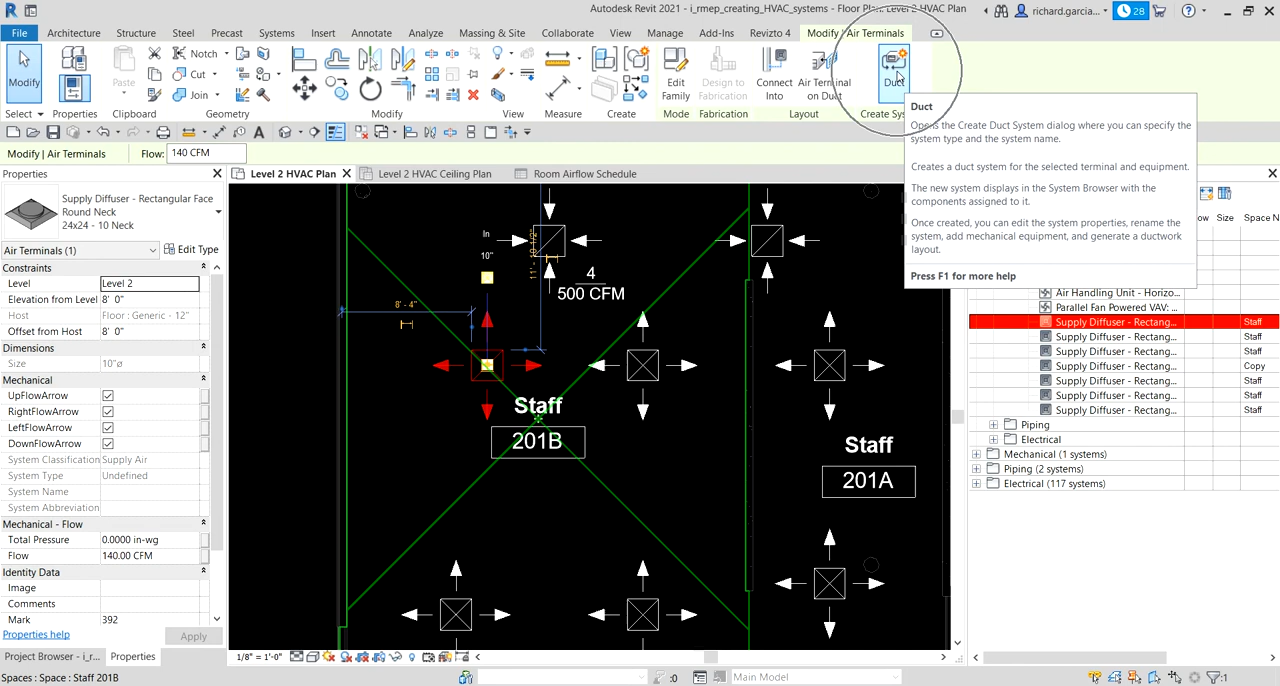 Autodesk Revit 2021 - i_rmep_creating_HVAC_systems - Floor Plan: Level 2 HVAC Plan
richard.garcia...
28
File Architecture Structure Steel Precast Systems Insert Annotate Analyze Massing & Site Collaborate View Manage Add-Ins Revizto 4 Modify | Air Terminals
Modify
Paste
Notch
Cut
Join
Edit Family
Design to Fabrication
Connect Into
Air Terminal on Duct
Duct
Select Properties Clipboard Geometry Modify View Measure Create Mode Fabrication Layout Create Sys
Modify | Air Terminals Flow: 140 CFM
Duct
Opens the Create Duct System dialog where you can specify the
system type and the system name.
Creates a duct system for the selected terminal and equipment.
The new system displays in the System Browser with the
components assigned to it.
Once created, you can edit the system properties, rename the
system, add mechanical equipment, and generate a ductwork
layout.
Press F1 for more help
Properties
Level 2 HVAC Plan
Level 2 HVAC Ceiling Plan
Room Airflow Schedule
Supply Diffuser - Rectangular Face
Round Neck
24x24 - 10 Neck
Air Terminals (1) Edit Type
Constraints
Level Level 2
Elevation from Level 8' 0"
Host Floor : Generic - 12"
Offset from Host 8' 0"
Dimensions
Size 10"ø
Mechanical
UpFlowArrow
RightFlowArrow
LeftFlowArrow
DownFlowArrow
System Classification Supply Air
System Type Undefined
System Name
System Abbreviation
Mechanical - Flow
Total Pressure 0.0000 in-wg
Flow 140.00 CFM
Identity Data
Image
Comments
Mark 392
Properties help Apply
Project Browser - i_r... Properties
In
10"
8' - 4"
4
500 CFM
Staff
201B
Staff
201A
ow Size Space N
Air Handling Unit - Horizo...
Parallel Fan Powered VAV: ...
Supply Diffuser - Rectang... Staff
Supply Diffuser - Rectang... Staff
Supply Diffuser - Rectang... Staff
Supply Diffuser - Rectang... Copy
Supply Diffuser - Rectang... Staff
Supply Diffuser - Rectang... Staff
Supply Diffuser - Rectang... Staff
Piping
Electrical
Mechanical (1 systems)
Piping (2 systems)
Electrical (117 systems)
1/8" = 1'-0"
Spaces : Space : Staff 201B
:0
Main Model
:1